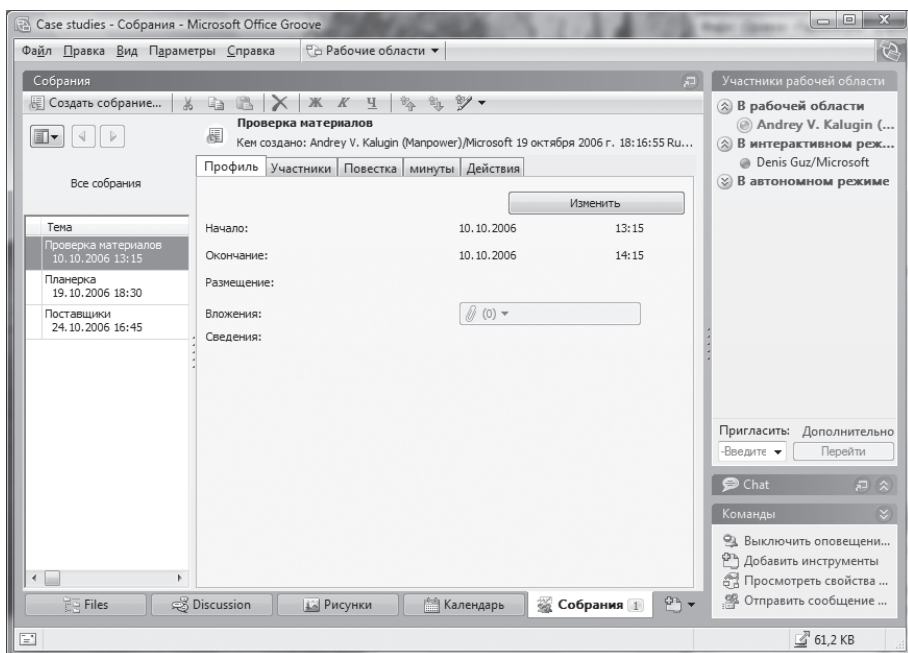 Case studies - Собрания - Microsoft Office Groove
Файл Правка Вид Параметры Справка Рабочие области
Собрания
Создать собрание... Ж К Ч
Проверка материалов
Кем создано: Andrey V. Kalugin (Manpower)/Microsoft 19 октября 2006 г. 18:16:55 Ru...
Все собрания
Тема
Проверка материалов
10.10.2006 13:15
Планерка
19.10.2006 18:30
Поставщики
24.10.2006 16:45
Профиль Участники Повестка минуты Действия
Изменить
Начало: 10.10.2006 13:15
Окончание: 10.10.2006 14:15
Размещение:
Вложения: (0)
Сведения:
Участники рабочей области
В рабочей области
Andrey V. Kalugin (...
В интерактивном реж...
Denis Guz/Microsoft
В автономном режиме
Пригласить: Дополнительно
-Введите Перейти
Chat
Команды
Выключить оповещени...
Добавить инструменты
Просмотреть свойства ...
Отправить сообщение ...
Files Discussion Рисунки Календарь Собрания 1
61,2 KB